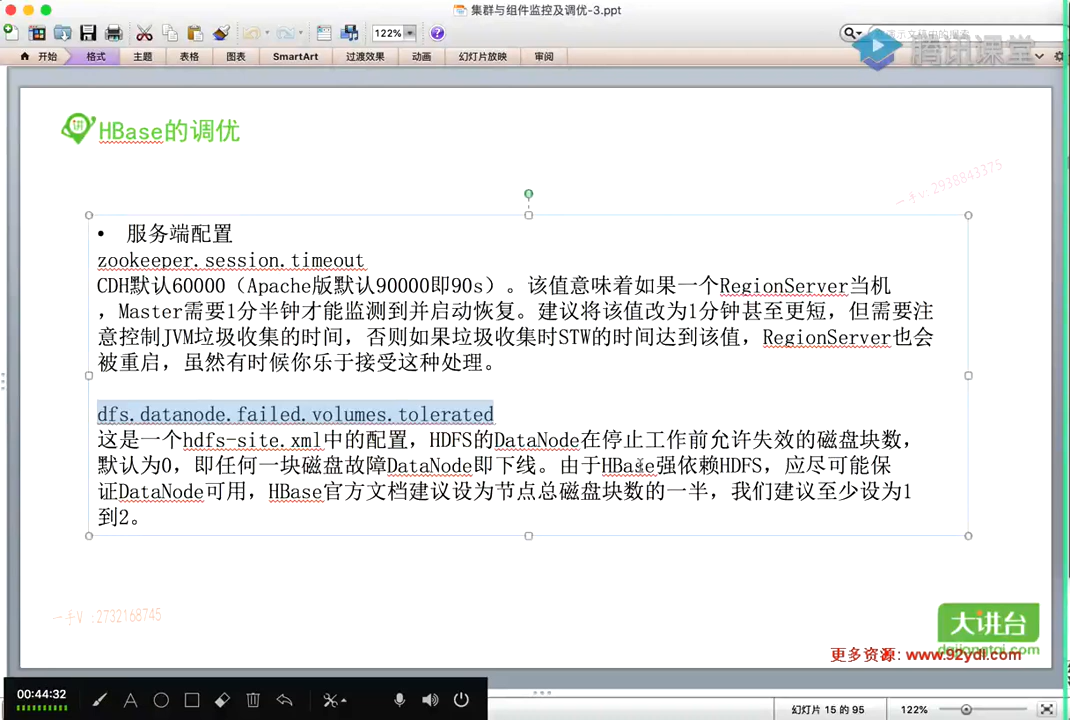 集群与组件监控及调优-3.ppt
122%
腾讯课堂
开始 格式 主题 表格 图表 SmartArt 过渡效果 动画 幻灯片放映 审阅
HBase的调优
一手v:2938843375
• 服务端配置
zookeeper.session.timeout
CDH默认60000（Apache版默认90000即90s）。该值意味着如果一个RegionServer当机
，Master需要1分半钟才能监测到并启动恢复。建议将该值改为1分钟甚至更短，但需要注
意控制JVM垃圾收集的时间，否则如果垃圾收集时STW的时间达到该值，RegionServer也会
被重启，虽然有时候你乐于接受这种处理。
dfs.datanode.failed.volumes.tolerated
这是一个hdfs-site.xml中的配置，HDFS的DataNode在停止工作前允许失效的磁盘块数，
默认为0，即任何一块磁盘故障DataNode即下线。由于HBase强依赖HDFS，应尽可能保
证DataNode可用，HBase官方文档建议设为节点总磁盘块数的一半，我们建议至少设为1
到2。
一手V :2732168745
大讲台
dajiangtai.com
更多资源: www.92ydl.com
00:44:32
幻灯片 15 的 95 122%